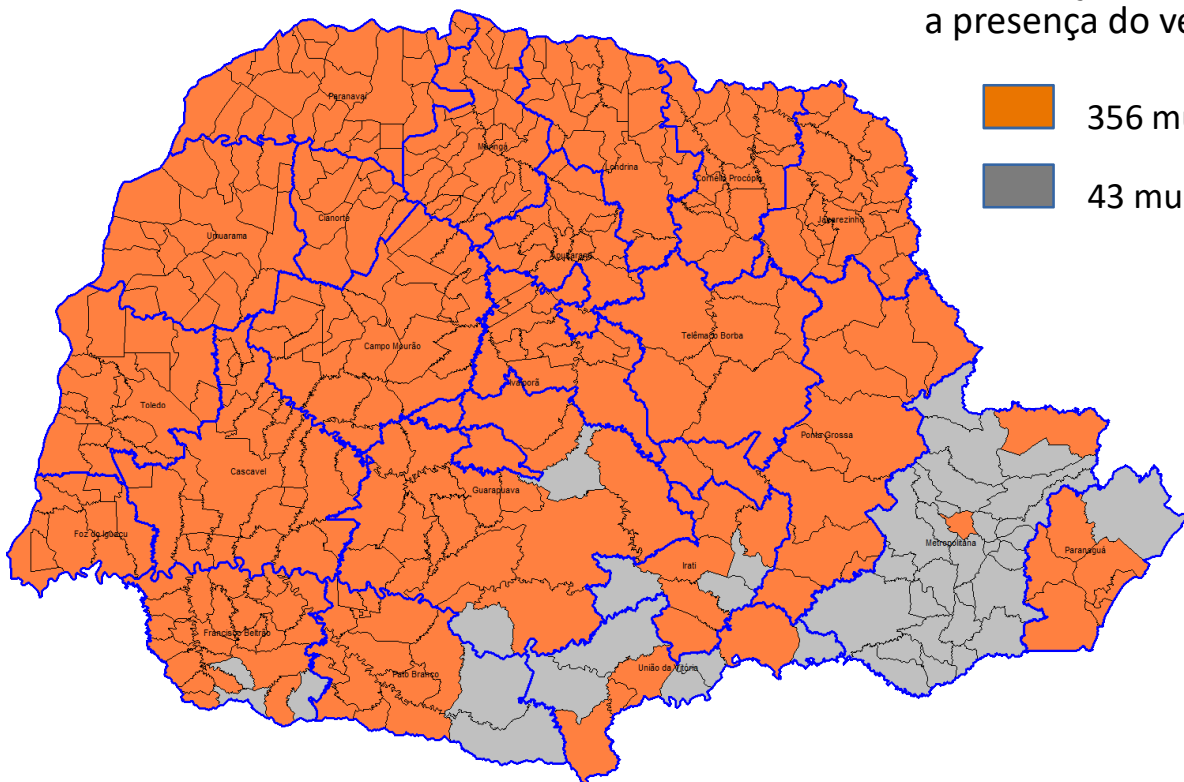 a presença do ve
356 mu
43 mu
Paranavaí
Maringá
Londrina
Cornélio Procópio
Jacarezinho
Cianorte
Umuarama
Apucarana
Telêmaco Borba
Campo Mourão
Ivaiporã
Toledo
Ponta Grossa
Cascavel
Guarapuava
Foz do Iguaçu
Metropolitana
Paranaguá
Irati
Francisco Beltrão
União da Vitória
Pato Branco